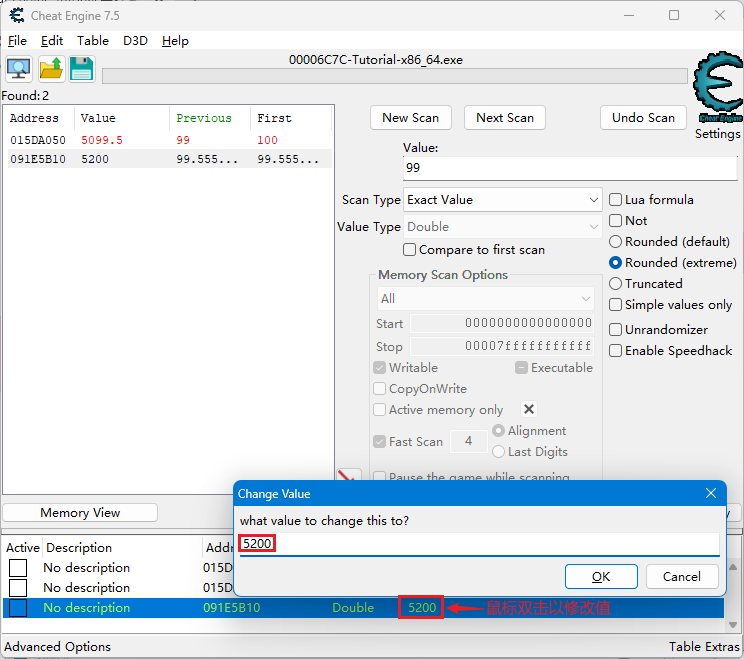 Cheat Engine 7.5
File Edit Table D3D Help
00006C7C-Tutorial-x86_64.exe
Found: 2
Address Value Previous First
015DA050 5099.5 99 100
091E5B10 5200 99.555... 99.555...
New Scan Next Scan Undo Scan
Cheat Engine
Settings
Value:
99
Scan Type Exact Value
Value Type Double
Compare to first scan
Lua formula
Not
Rounded (default)
Rounded (extreme)
Truncated
Simple values only
Unrandomizer
Enable Speedhack
Memory Scan Options
All
Start 0000000000000000
Stop 00007fffffffffff
Writable Executable
CopyOnWrite
Active memory only
Fast Scan 4 Alignment
Last Digits
Pause the game while scanning
Memory View
Change Value
what value to change this to?
5200
OK Cancel
Active Description Addr
No description 015D
No description 015D
No description 091E5B10 Double 5200 鼠标双击以修改值
Advanced Options Table Extras